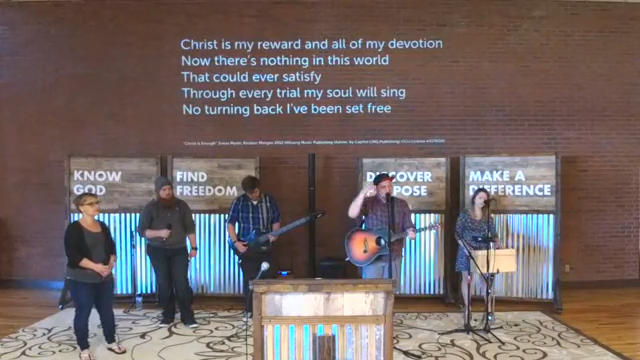 Christ is my reward and all of my devotion
Now there's nothing in this world
That could ever satisfy
Through every trial my soul will sing
No turning back I've been set free
KNOW
GOD
FIND
FREEDOM
DISCOVER
PURPOSE
MAKE A
DIFFERENCE